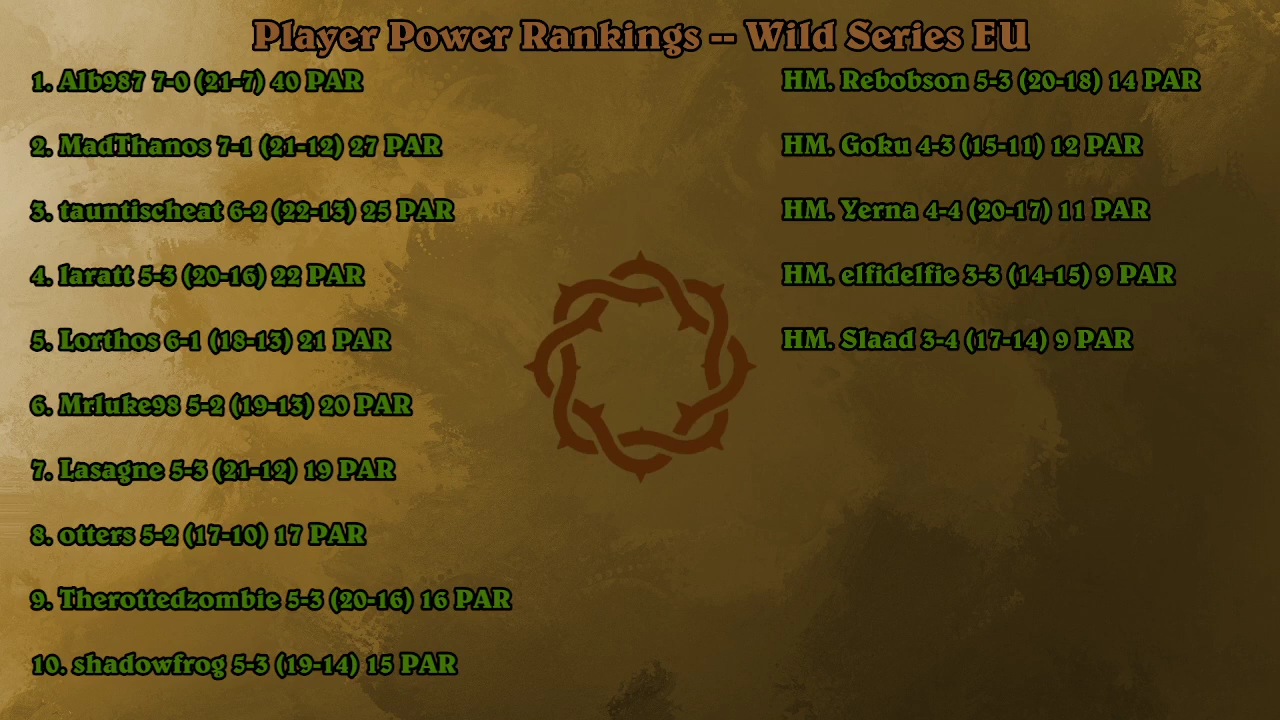 Player Power Rankings -- Wild Series EU
1. Alb987 7-0 (21-7) 40 PAR
2. MadThanos 7-1 (21-12) 27 PAR
3. tauntischeat 6-2 (22-13) 25 PAR
4. laratt 5-3 (20-16) 22 PAR
5. Lorthos 6-1 (18-13) 21 PAR
6. Mrluke98 5-2 (19-13) 20 PAR
7. Lasagne 5-3 (21-12) 19 PAR
8. otters 5-2 (17-10) 17 PAR
9. Therottedzombie 5-3 (20-16) 16 PAR
10. shadowfrog 5-3 (19-14) 15 PAR
HM. Rebobson 5-3 (20-18) 14 PAR
HM. Goku 4-3 (15-11) 12 PAR
HM. Yerna 4-4 (20-17) 11 PAR
HM. elfidelfie 3-3 (14-15) 9 PAR
HM. Slaad 3-4 (17-14) 9 PAR